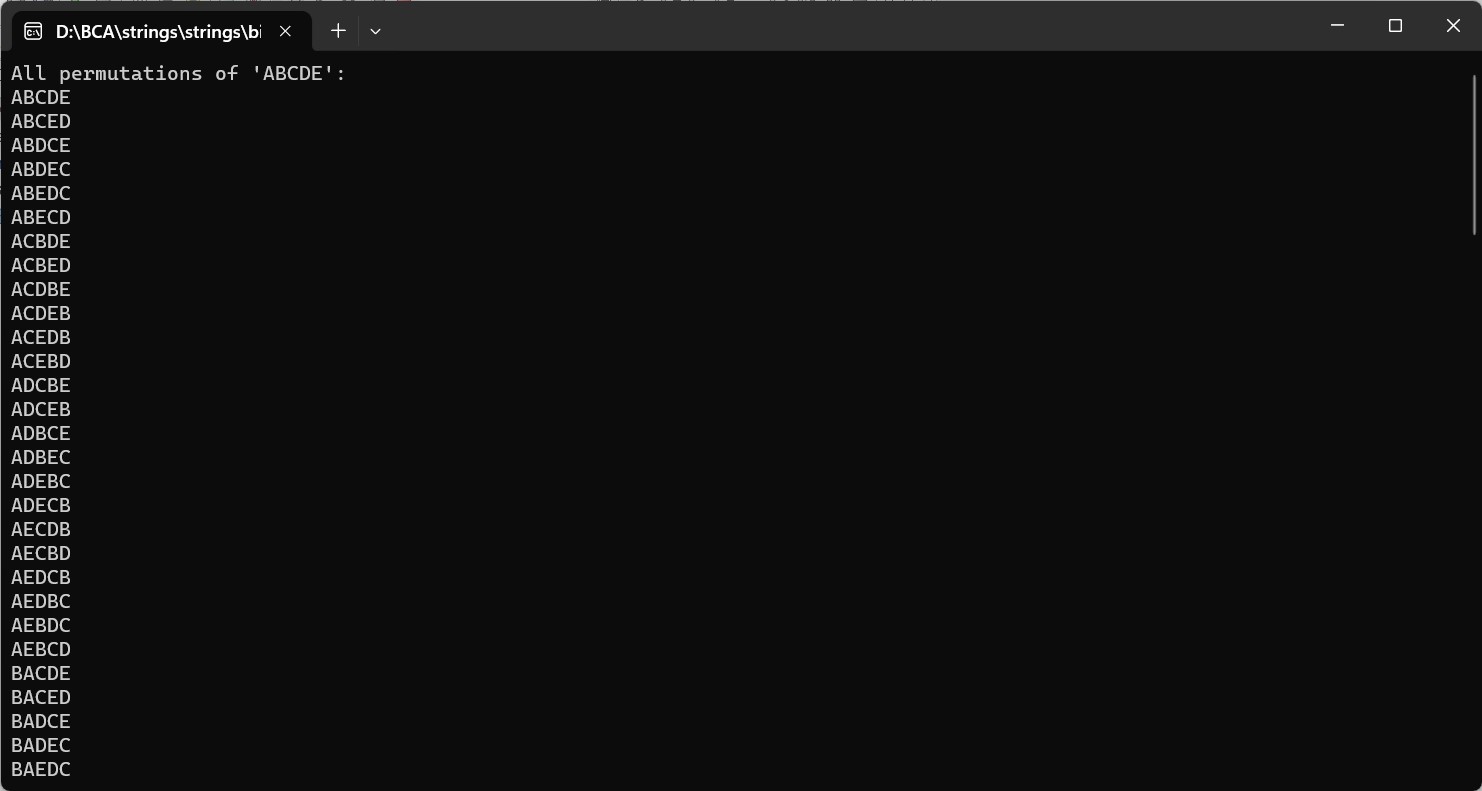 D:\BCA\strings\strings\bi
All permutations of 'ABCDE':
ABCDE
ABCED
ABDCE
ABDEC
ABEDC
ABECD
ACBDE
ACBED
ACDBE
ACDEB
ACEDB
ACEBD
ADCBE
ADCEB
ADBCE
ADBEC
ADEBC
ADECB
AECDB
AECBD
AEDCB
AEDBC
AEBDC
AEBCD
BACDE
BACED
BADCE
BADEC
BAEDC